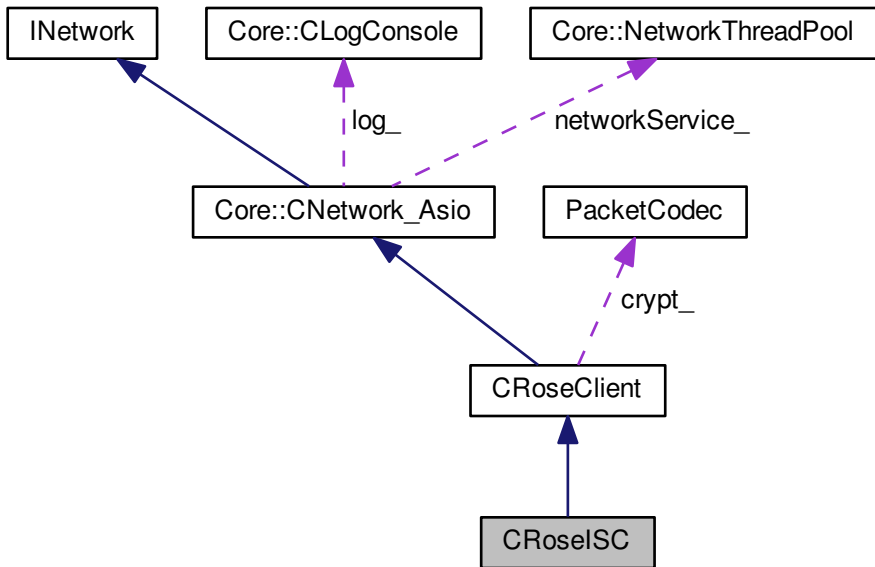 INetwork
Core::CLogConsole
Core::NetworkThreadPool
log_
networkService_
Core::CNetwork_Asio
PacketCodec
crypt_
CRoseClient
CRoseISC